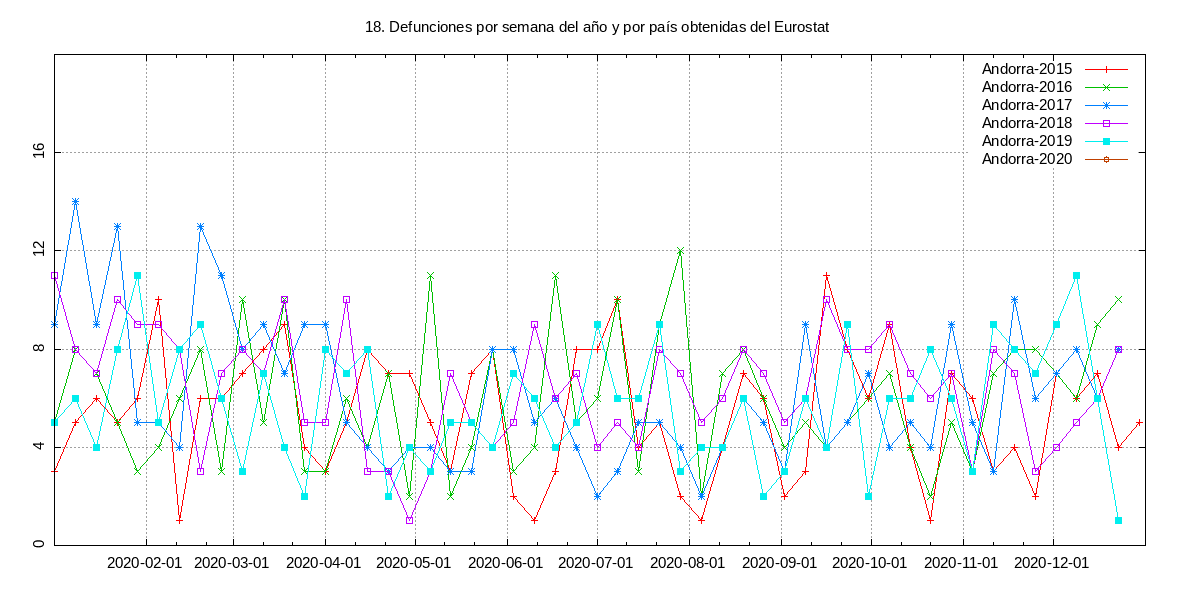 18. Defunciones por semana del año y por país obtenidas del Eurostat
Andorra-2015
Andorra-2016
Andorra-2017
Andorra-2018
Andorra-2019
Andorra-2020
16
12
8
4
0
2020-02-01 2020-03-01 2020-04-01 2020-05-01 2020-06-01 2020-07-01 2020-08-01 2020-09-01 2020-10-01 2020-11-01 2020-12-01